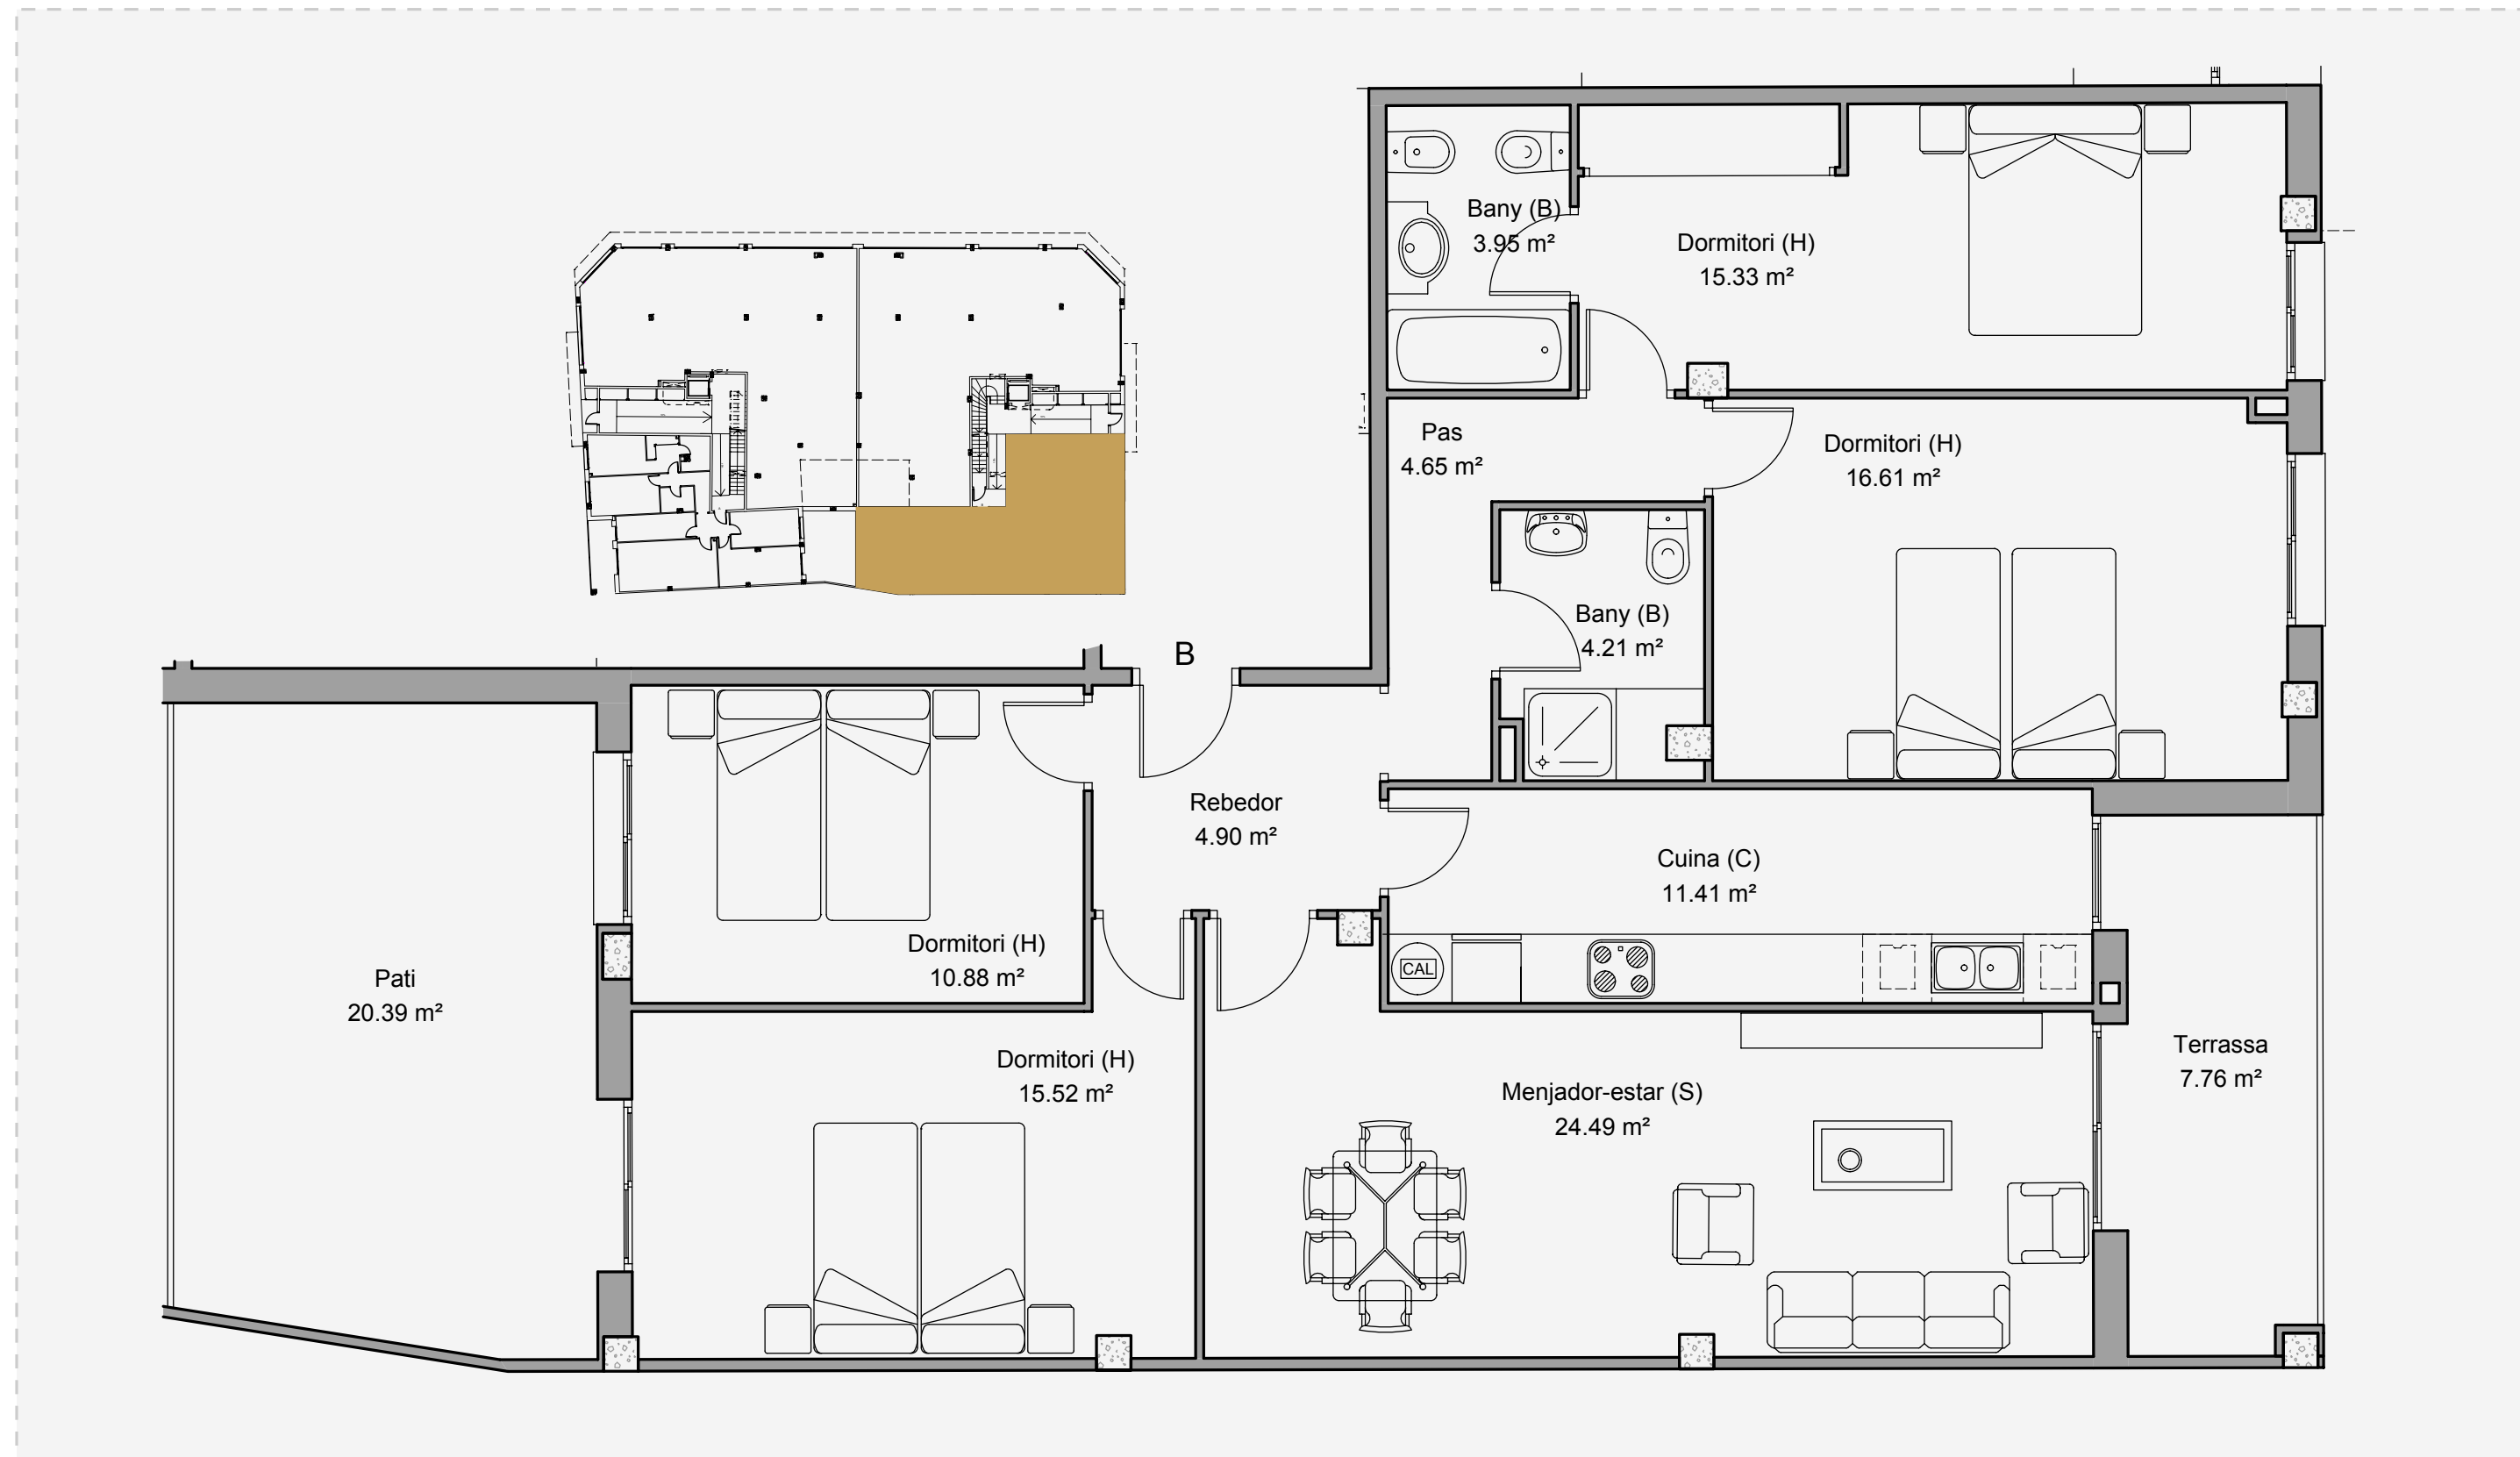 Bany (B)
3.95 m²
Dormitori (H)
15.33 m²
Pas
4.65 m²
Dormitori (H)
16.61 m²
Bany (B)
4.21 m²
B
Rebedor
4.90 m²
Cuina (C)
11.41 m²
Dormitori (H)
10.88 m²
CAL
Pati
20.39 m²
Dormitori (H)
15.52 m²
Menjador-estar (S)
24.49 m²
Terrassa
7.76 m²